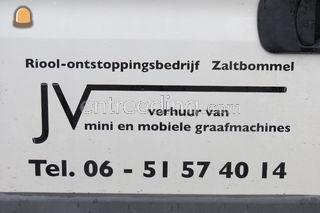 Riool-ontstoppingsbedrijf Zaltbommel
JV
verhuur van
mini en mobiele graafmachines
Tel. 06 - 51 57 40 14